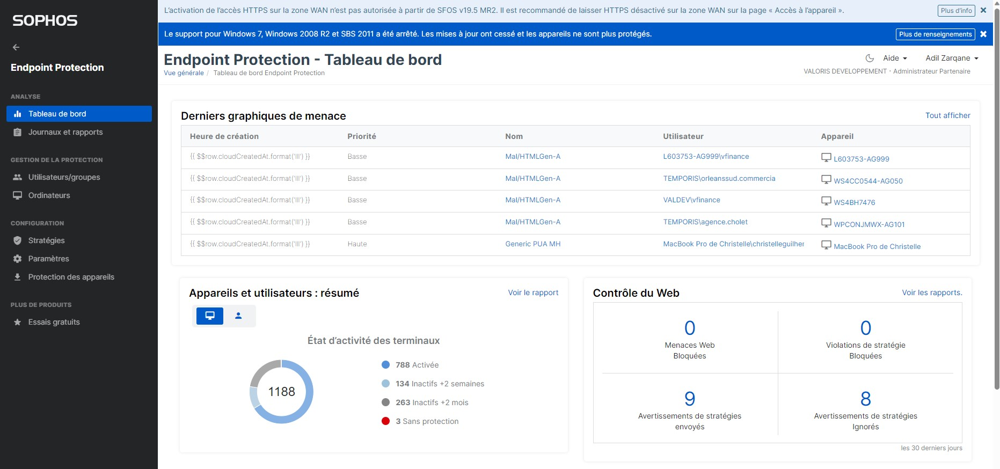 SOPHOS
Endpoint Protection
ANALYSE
Tableau de bord
Journaux et rapports
GESTION DE LA PROTECTION
Utilisateurs/groupes
Ordinateurs
CONFIGURATION
Stratégies
Paramètres
Protection des appareils
PLUS DE PRODUITS
Essais gratuits
L'activation de l'accès HTTPS sur la zone WAN n'est pas autorisée à partir de SFOS v19.5 MR2. Il est recommandé de laisser HTTPS désactivé sur la zone WAN sur la page « Accès à l'appareil ». Plus d'info
Le support pour Windows 7, Windows 2008 R2 et SBS 2011 a été arrêté. Les mises à jour ont cessé et les appareils ne sont plus protégés. Plus de renseignements
Endpoint Protection - Tableau de bord
Aide Adil Zarqane
Vue générale / Tableau de bord Endpoint Protection
VALORIS DEVELOPPEMENT · Administrateur Partenaire
Derniers graphiques de menace Tout afficher
Heure de création Priorité Nom Utilisateur Appareil
{{ $$row.cloudCreatedAt.format('lll') }} Basse Mal/HTMLGen-A L603753-AG999\vfinance L603753-AG999
{{ $$row.cloudCreatedAt.format('lll') }} Basse Mal/HTMLGen-A TEMPORIS\orleanssud.commercia WS4CC0544-AG050
{{ $$row.cloudCreatedAt.format('lll') }} Basse Mal/HTMLGen-A VALDEV\vfinance WS4BH7476
{{ $$row.cloudCreatedAt.format('lll') }} Basse Mal/HTMLGen-A TEMPORIS\agence.cholet WPCONJMWX-AG101
{{ $$row.cloudCreatedAt.format('lll') }} Haute Generic PUA MH MacBook Pro de Christelle\christelleguilher MacBook Pro de Christelle
Appareils et utilisateurs : résumé Voir le rapport
État d'activité des terminaux
1188
788 Activée
134 Inactifs +2 semaines
263 Inactifs +2 mois
3 Sans protection
Contrôle du Web Voir les rapports.
0
Menaces Web
Bloquées
0
Violations de stratégie
Bloquées
9
Avertissements de stratégies
envoyés
8
Avertissements de stratégies
Ignorés
les 30 derniers jours